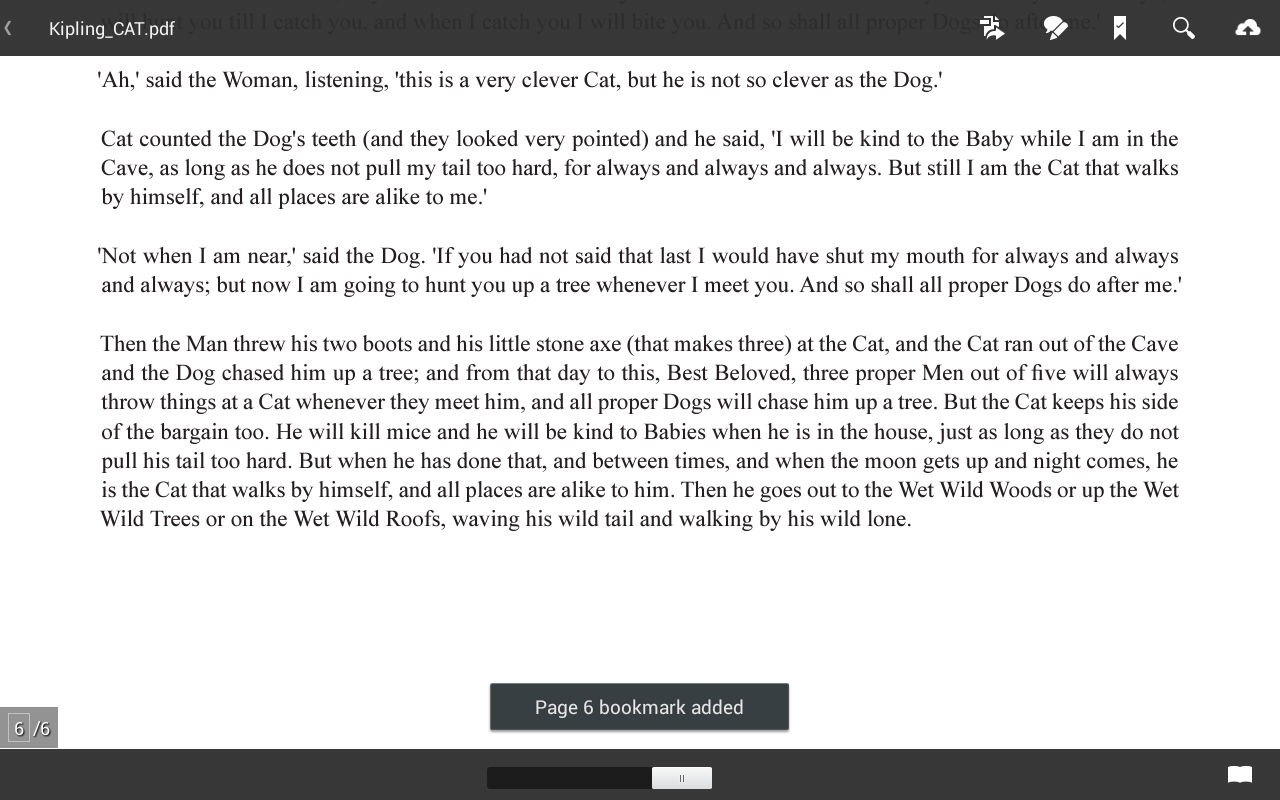 will hunt you till I catch you, and when I catch you I will bite you. And so shall all proper Dogs do after me.'
Kipling_CAT.pdf
'Ah,' said the Woman, listening, 'this is a very clever Cat, but he is not so clever as the Dog.'
Cat counted the Dog's teeth (and they looked very pointed) and he said, 'I will be kind to the Baby while I am in the
Cave, as long as he does not pull my tail too hard, for always and always and always. But still I am the Cat that walks
by himself, and all places are alike to me.'
'Not when I am near,' said the Dog. 'If you had not said that last I would have shut my mouth for always and always
and always; but now I am going to hunt you up a tree whenever I meet you. And so shall all proper Dogs do after me.'
Then the Man threw his two boots and his little stone axe (that makes three) at the Cat, and the Cat ran out of the Cave
and the Dog chased him up a tree; and from that day to this, Best Beloved, three proper Men out of five will always
throw things at a Cat whenever they meet him, and all proper Dogs will chase him up a tree. But the Cat keeps his side
of the bargain too. He will kill mice and he will be kind to Babies when he is in the house, just as long as they do not
pull his tail too hard. But when he has done that, and between times, and when the moon gets up and night comes, he
is the Cat that walks by himself, and all places are alike to him. Then he goes out to the Wet Wild Woods or up the Wet
Wild Trees or on the Wet Wild Roofs, waving his wild tail and walking by his wild lone.
Page 6 bookmark added
6 /6